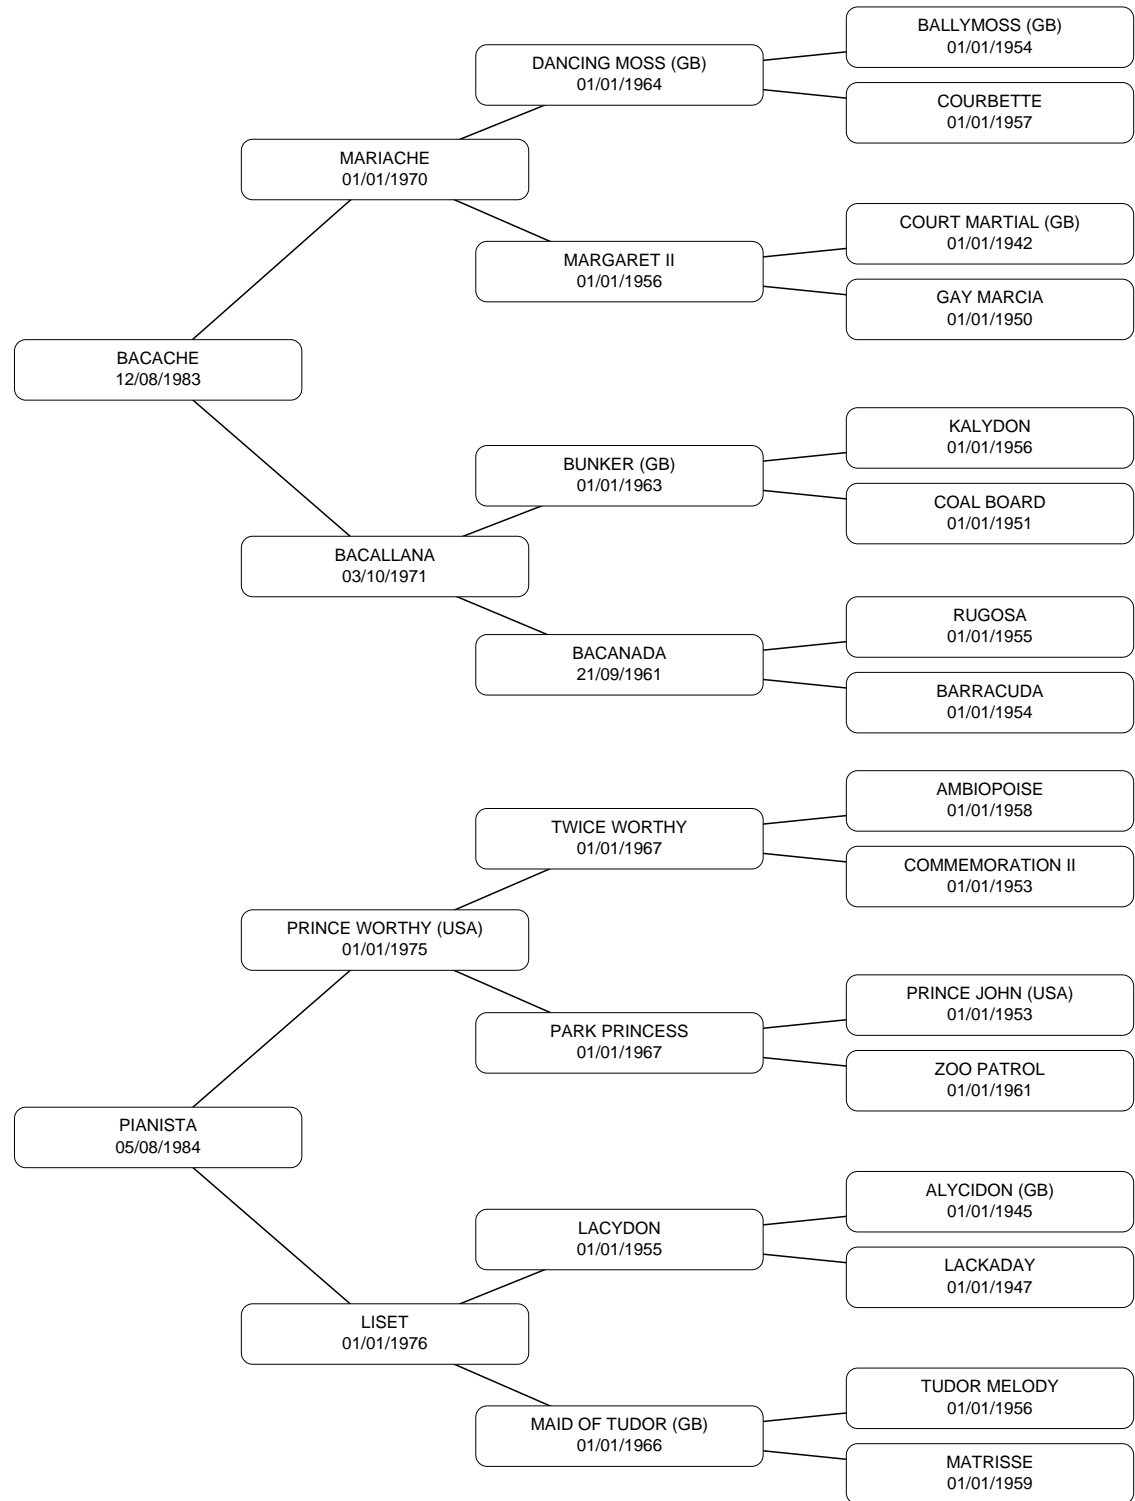 BALLYMOSS (GB)
01/01/1954
DANCING MOSS (GB)
01/01/1964
COURBETTE
01/01/1957
MARIACHE
01/01/1970
COURT MARTIAL (GB)
01/01/1942
MARGARET II
01/01/1956
GAY MARCIA
01/01/1950
BACACHE
12/08/1983
KALYDON
01/01/1956
BUNKER (GB)
01/01/1963
COAL BOARD
01/01/1951
BACALLANA
03/10/1971
RUGOSA
01/01/1955
BACANADA
21/09/1961
BARRACUDA
01/01/1954
AMBIOPOISE
01/01/1958
TWICE WORTHY
01/01/1967
COMMEMORATION II
01/01/1953
PRINCE WORTHY (USA)
01/01/1975
PRINCE JOHN (USA)
01/01/1953
PARK PRINCESS
01/01/1967
ZOO PATROL
01/01/1961
PIANISTA
05/08/1984
ALYCIDON (GB)
01/01/1945
LACYDON
01/01/1955
LACKADAY
01/01/1947
LISET
01/01/1976
TUDOR MELODY
01/01/1956
MAID OF TUDOR (GB)
01/01/1966
MATRISSE
01/01/1959